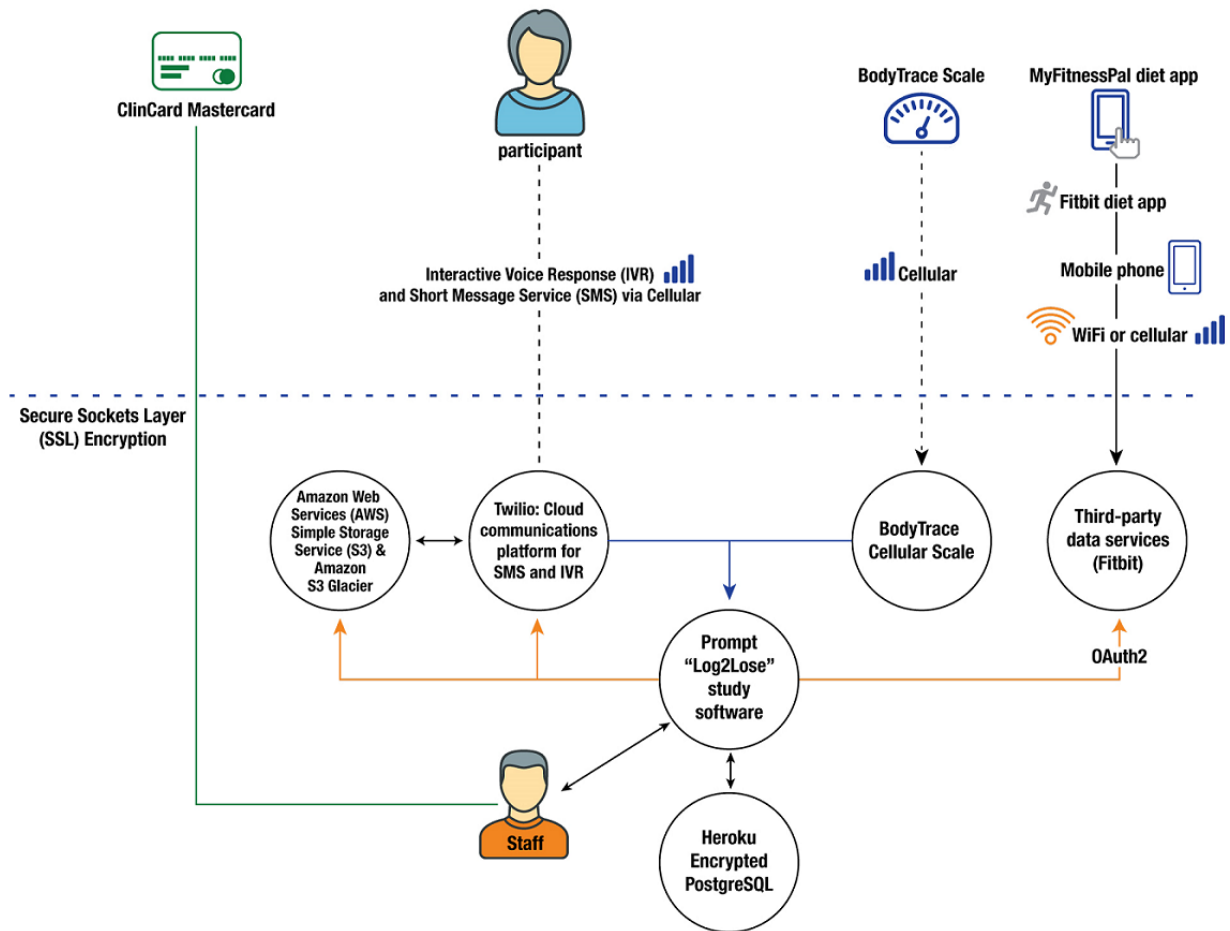 ClinCard Mastercard
participant
BodyTrace Scale
MyFitnessPal diet app
Fitbit diet app
Interactive Voice Response (IVR)
and Short Message Service (SMS) via Cellular
Cellular
Mobile phone
WiFi or cellular
Secure Sockets Layer
(SSL) Encryption
Amazon Web
Services (AWS)
Simple Storage
Service (S3) &
Amazon
S3 Glacier
Twilio: Cloud
communications
platform for
SMS and IVR
BodyTrace
Cellular Scale
Third-party
data services
(Fitbit)
Prompt
“Log2Lose”
study
software
OAuth2
Staff
Heroku
Encrypted
PostgreSQL